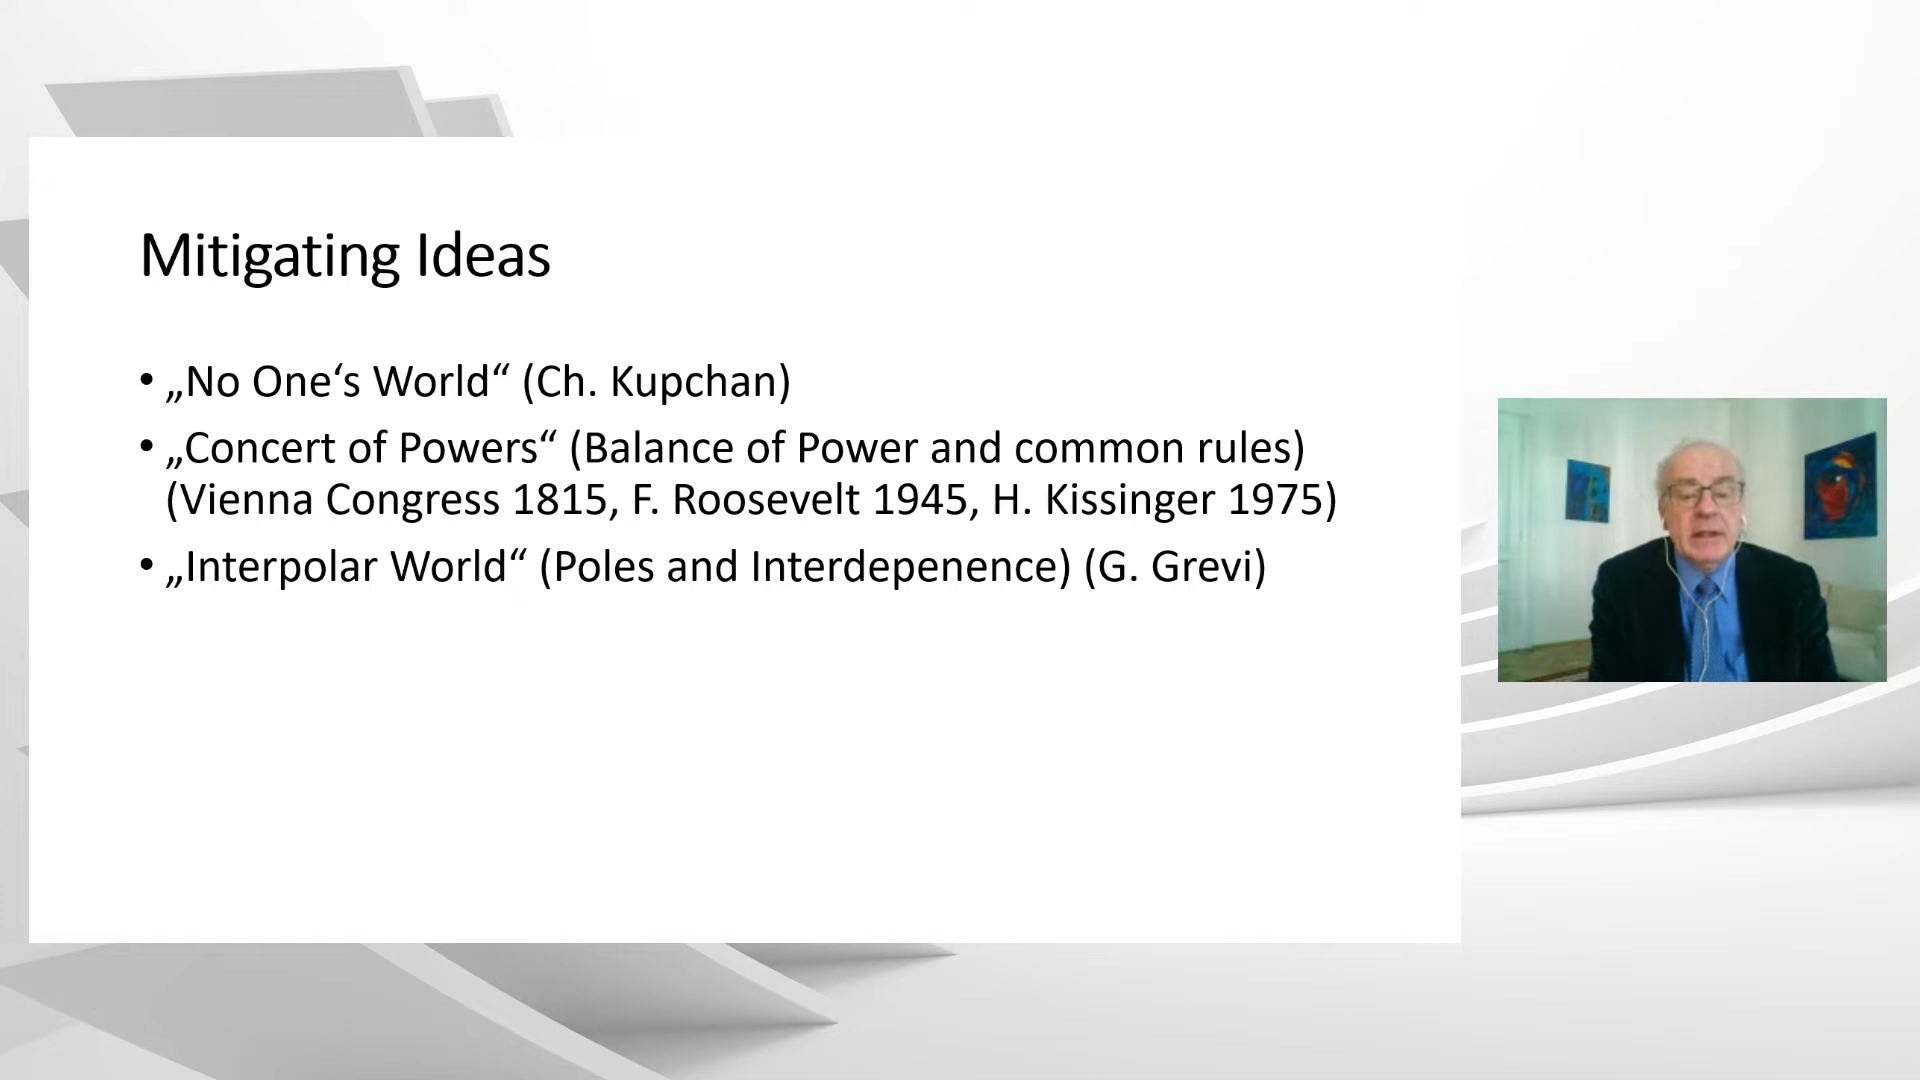 Mitigating Ideas
• „No One‘s World“ (Ch. Kupchan)
• „Concert of Powers“ (Balance of Power and common rules)
(Vienna Congress 1815, F. Roosevelt 1945, H. Kissinger 1975)
• „Interpolar World“ (Poles and Interdepenence) (G. Grevi)